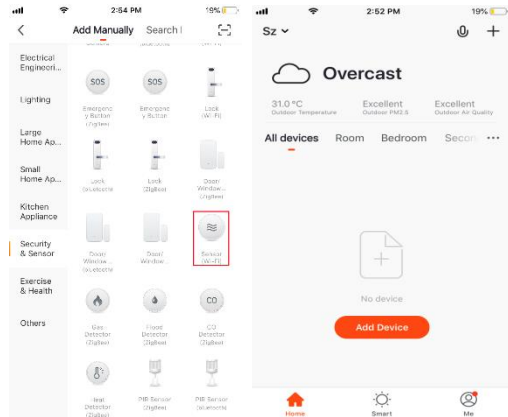 2:54 PM
19%
Add Manually Search
Electrical
Engineeri...
Lighting
Large
Home Ap...
Small
Home Ap...
Kitchen
Appliance
Security
& Sensor
Exercise
& Health
Others
SOS
Emergenc
y Button
(ZigBee)
SOS
Emergenc
y Button
Lock
(Wi-Fi)
Lock
Lock
(ZigBee)
Door/
Window...
(ZigBee)
Door/
Window...
Door/
Window...
Sensor
(Wi-Fi)
Gas
Detector
(ZigBee)
Flood
Detector
(ZigBee)
CO
CO
Detector
(ZigBee)
Detector
(ZigBee)
PIR Sensor
(ZigBee)
PIR Sensor
2:52 PM
19%
Sz
Overcast
31.0 °C
Outdoor Temperature
Excellent
Outdoor PM2.5
Excellent
Outdoor Air Quality
All devices Room Bedroom Secon ...
No device
Add Device
Home
Smart
Me